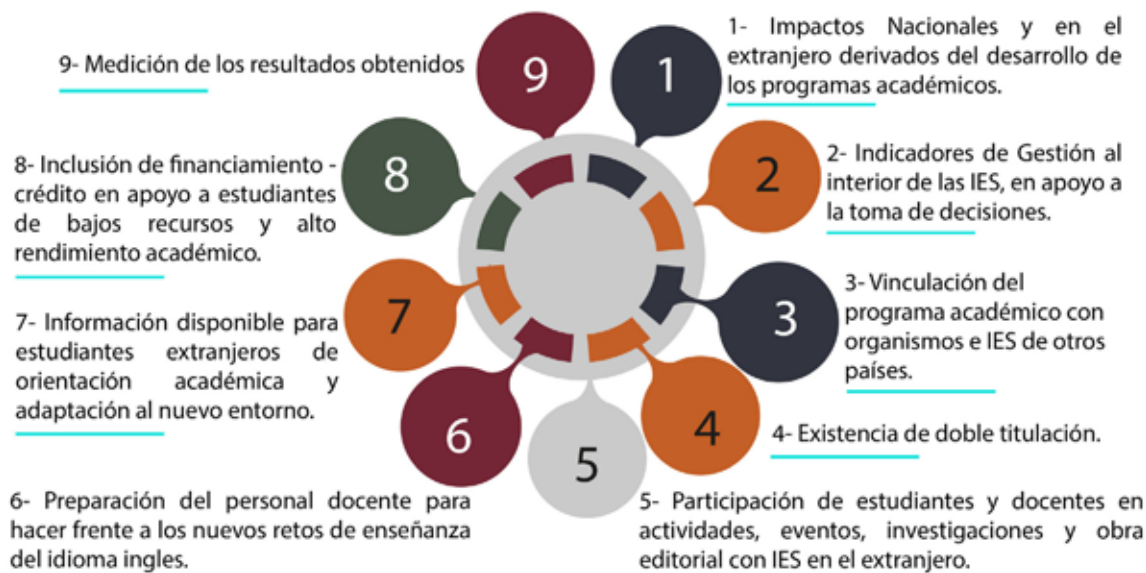 1- Impactos Nacionales y en el
extranjero derivados del desarrollo de
los programas académicos.
2- Indicadores de Gestión al
interior de las IES, en apoyo a
la toma de decisiones.
3- Vinculación del
programa académico con
organismos e IES de otros
países.
4- Existencia de doble titulación.
5- Participación de estudiantes y docentes en
actividades, eventos, investigaciones y obra
editorial con IES en el extranjero.
6- Preparación del personal docente para
hacer frente a los nuevos retos de enseñanza
del idioma ingles.
7- Información disponible para
estudiantes extranjeros de
orientación académica y
adaptación al nuevo entorno.
8- Inclusión de financiamiento -
crédito en apoyo a estudiantes
de bajos recursos y alto
rendimiento académico.
9- Medición de los resultados obtenidos
1
2
3
4
5
6
7
8
9